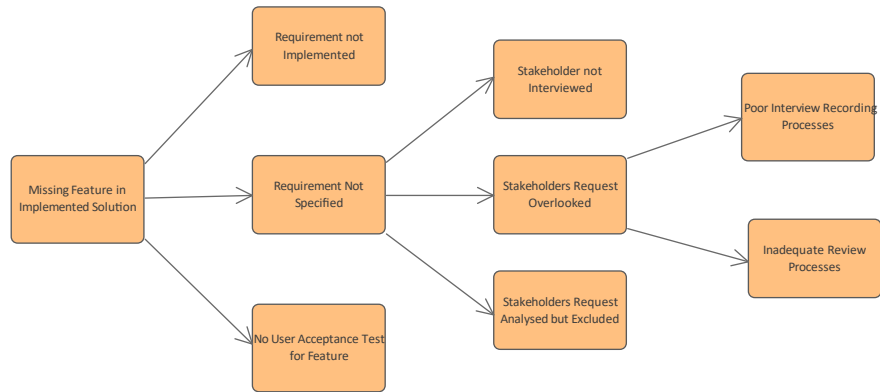 Requirement not
Implemented
Stakeholder not
Interviewed
Poor Interview Recording
Processes
Missing Feature in
Implemented Solution
Requirement Not
Specified
Stakeholders Request
Overlooked
Inadequate Review
Processes
Stakeholders Request
Analysed but Excluded
No User Acceptance Test
for Feature